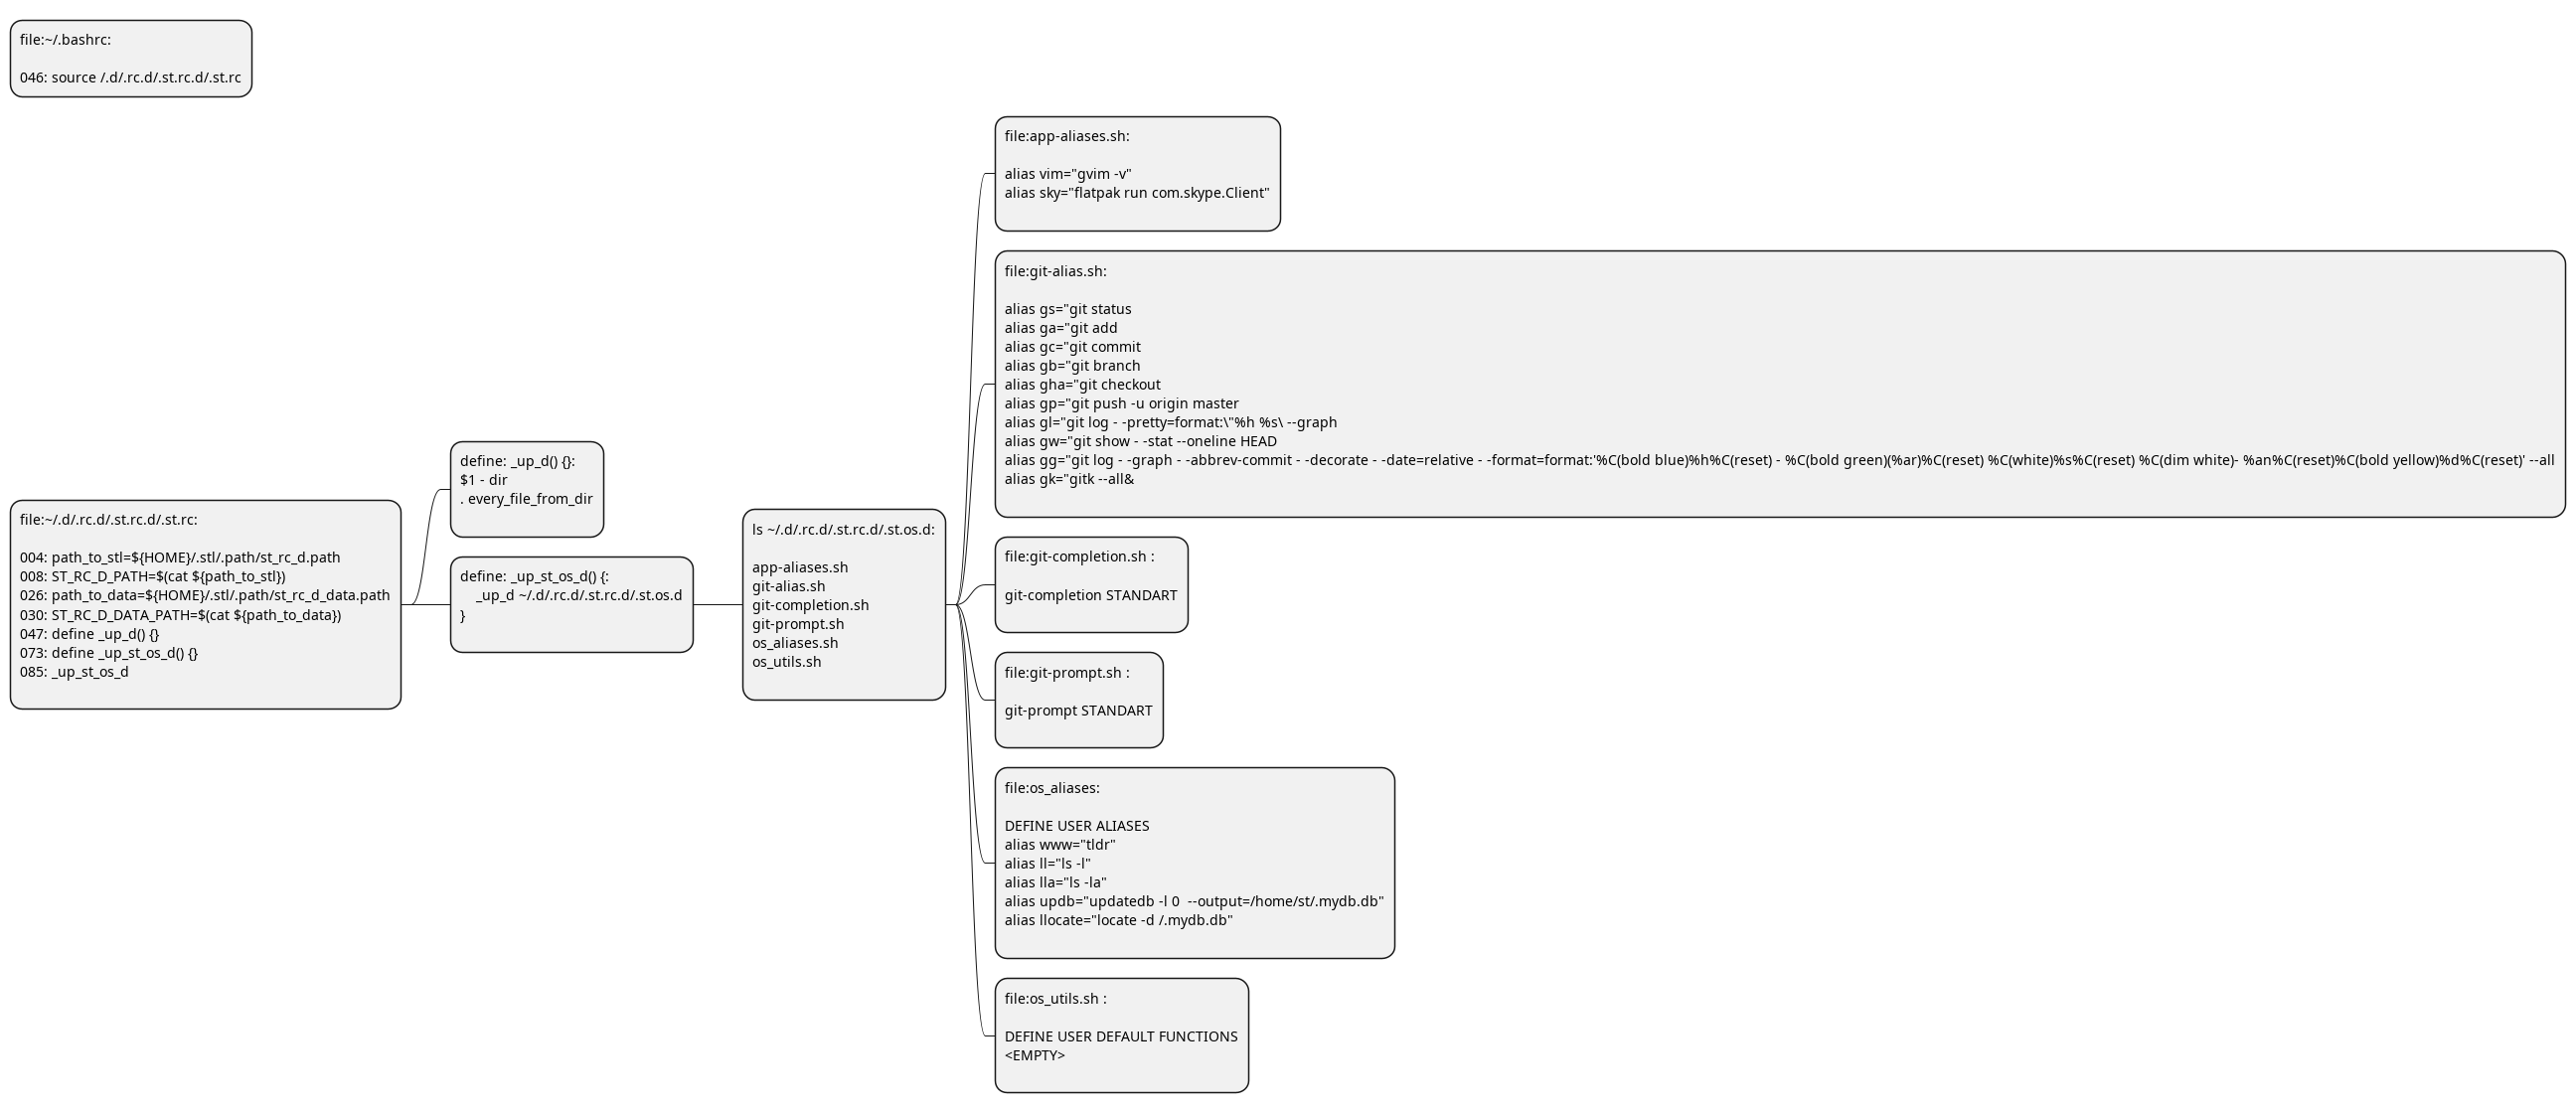 file:~/.bashrc:
046: source /.d/.rc.d/.st.rc.d/.st.rc
file:~/.d/.rc.d/.st.rc.d/.st.rc:
004: path_to_stl=${HOME}/.stl/.path/st_rc_d.path
008: ST_RC_D_PATH=$(cat ${path_to_stl})
026: path_to_data=${HOME}/.stl/.path/st_rc_d_data.path
030: ST_RC_D_DATA_PATH=$(cat ${path_to_data})
047: define _up_d() {}
073: define _up_st_os_d() {}
085: _up_st_os_d
define: _up_d() {}:
$1 - dir
. every_file_from_dir
define: _up_st_os_d() {:
_up_d ~/.d/.rc.d/.st.rc.d/.st.os.d
}
ls ~/.d/.rc.d/.st.rc.d/.st.os.d:
app-aliases.sh
git-alias.sh
git-completion.sh
git-prompt.sh
os_aliases.sh
os_utils.sh
file:app-aliases.sh:
alias vim="gvim -v"
alias sky="flatpak run com.skype.Client"
file:git-alias.sh:
alias gs="git status
alias ga="git add
alias gc="git commit
alias gb="git branch
alias gha="git checkout
alias gp="git push -u origin master
alias gl="git log - -pretty=format:\"%h %s\ --graph
alias gw="git show - -stat --oneline HEAD
alias gg="git log - -graph - -abbrev-commit - -decorate - -date=relative - -format=format:'%C(bold blue)%h%C(reset) - %C(bold green)(%ar)%C(reset) %C(white)%s%C(reset) %C(dim white)- %an%C(reset)%C(bold yellow)%d%C(reset)' --all
alias gk="gitk --all&
file:git-completion.sh :
git-completion STANDART
file:git-prompt.sh :
git-prompt STANDART
file:os_aliases:
DEFINE USER ALIASES
alias www="tldr"
alias ll="ls -l"
alias lla="ls -la"
alias updb="updatedb -l 0  --output=/home/st/.mydb.db"
alias llocate="locate -d /.mydb.db"
file:os_utils.sh :
DEFINE USER DEFAULT FUNCTIONS
<EMPTY>